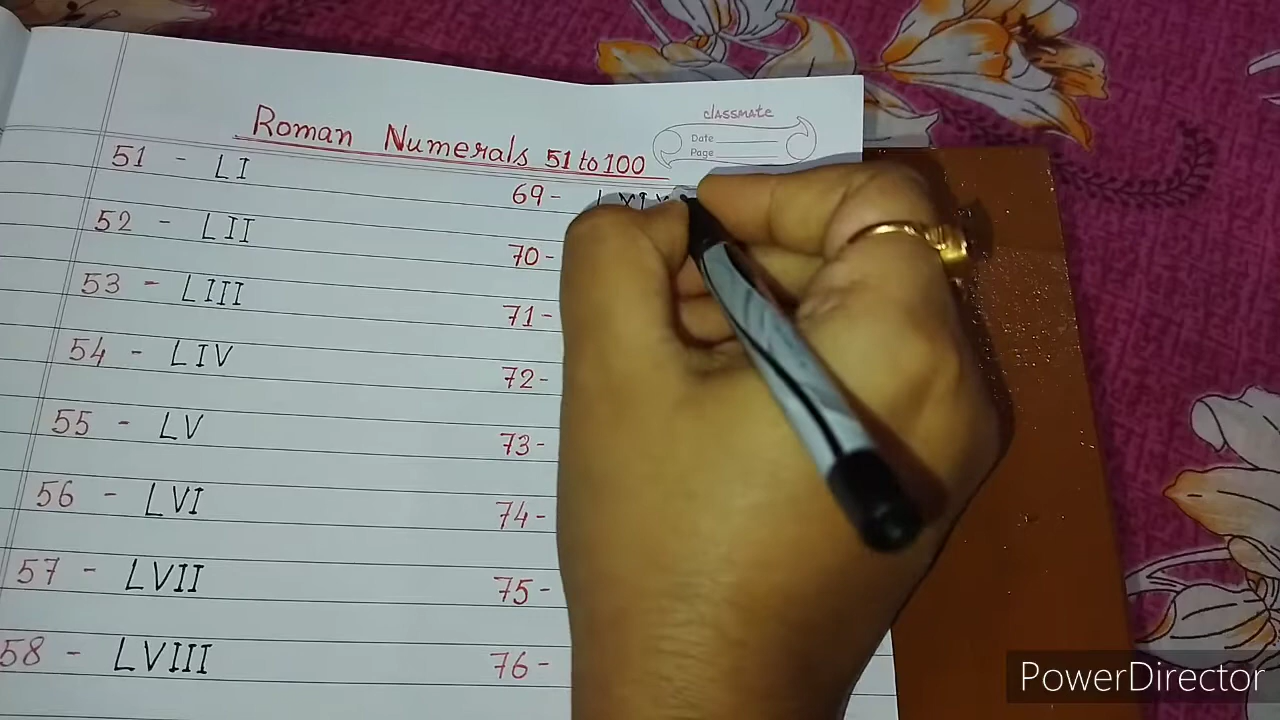 classmate
Date
Page
Roman Numerals 51 to 100
51 - LI
52 - LII
53 - LIII
54 - LIV
55 - LV
56 - LVI
57 - LVII
58 - LVIII
69- LXIX
70-
71-
72-
73-
74-
75-
76-
PowerDirector